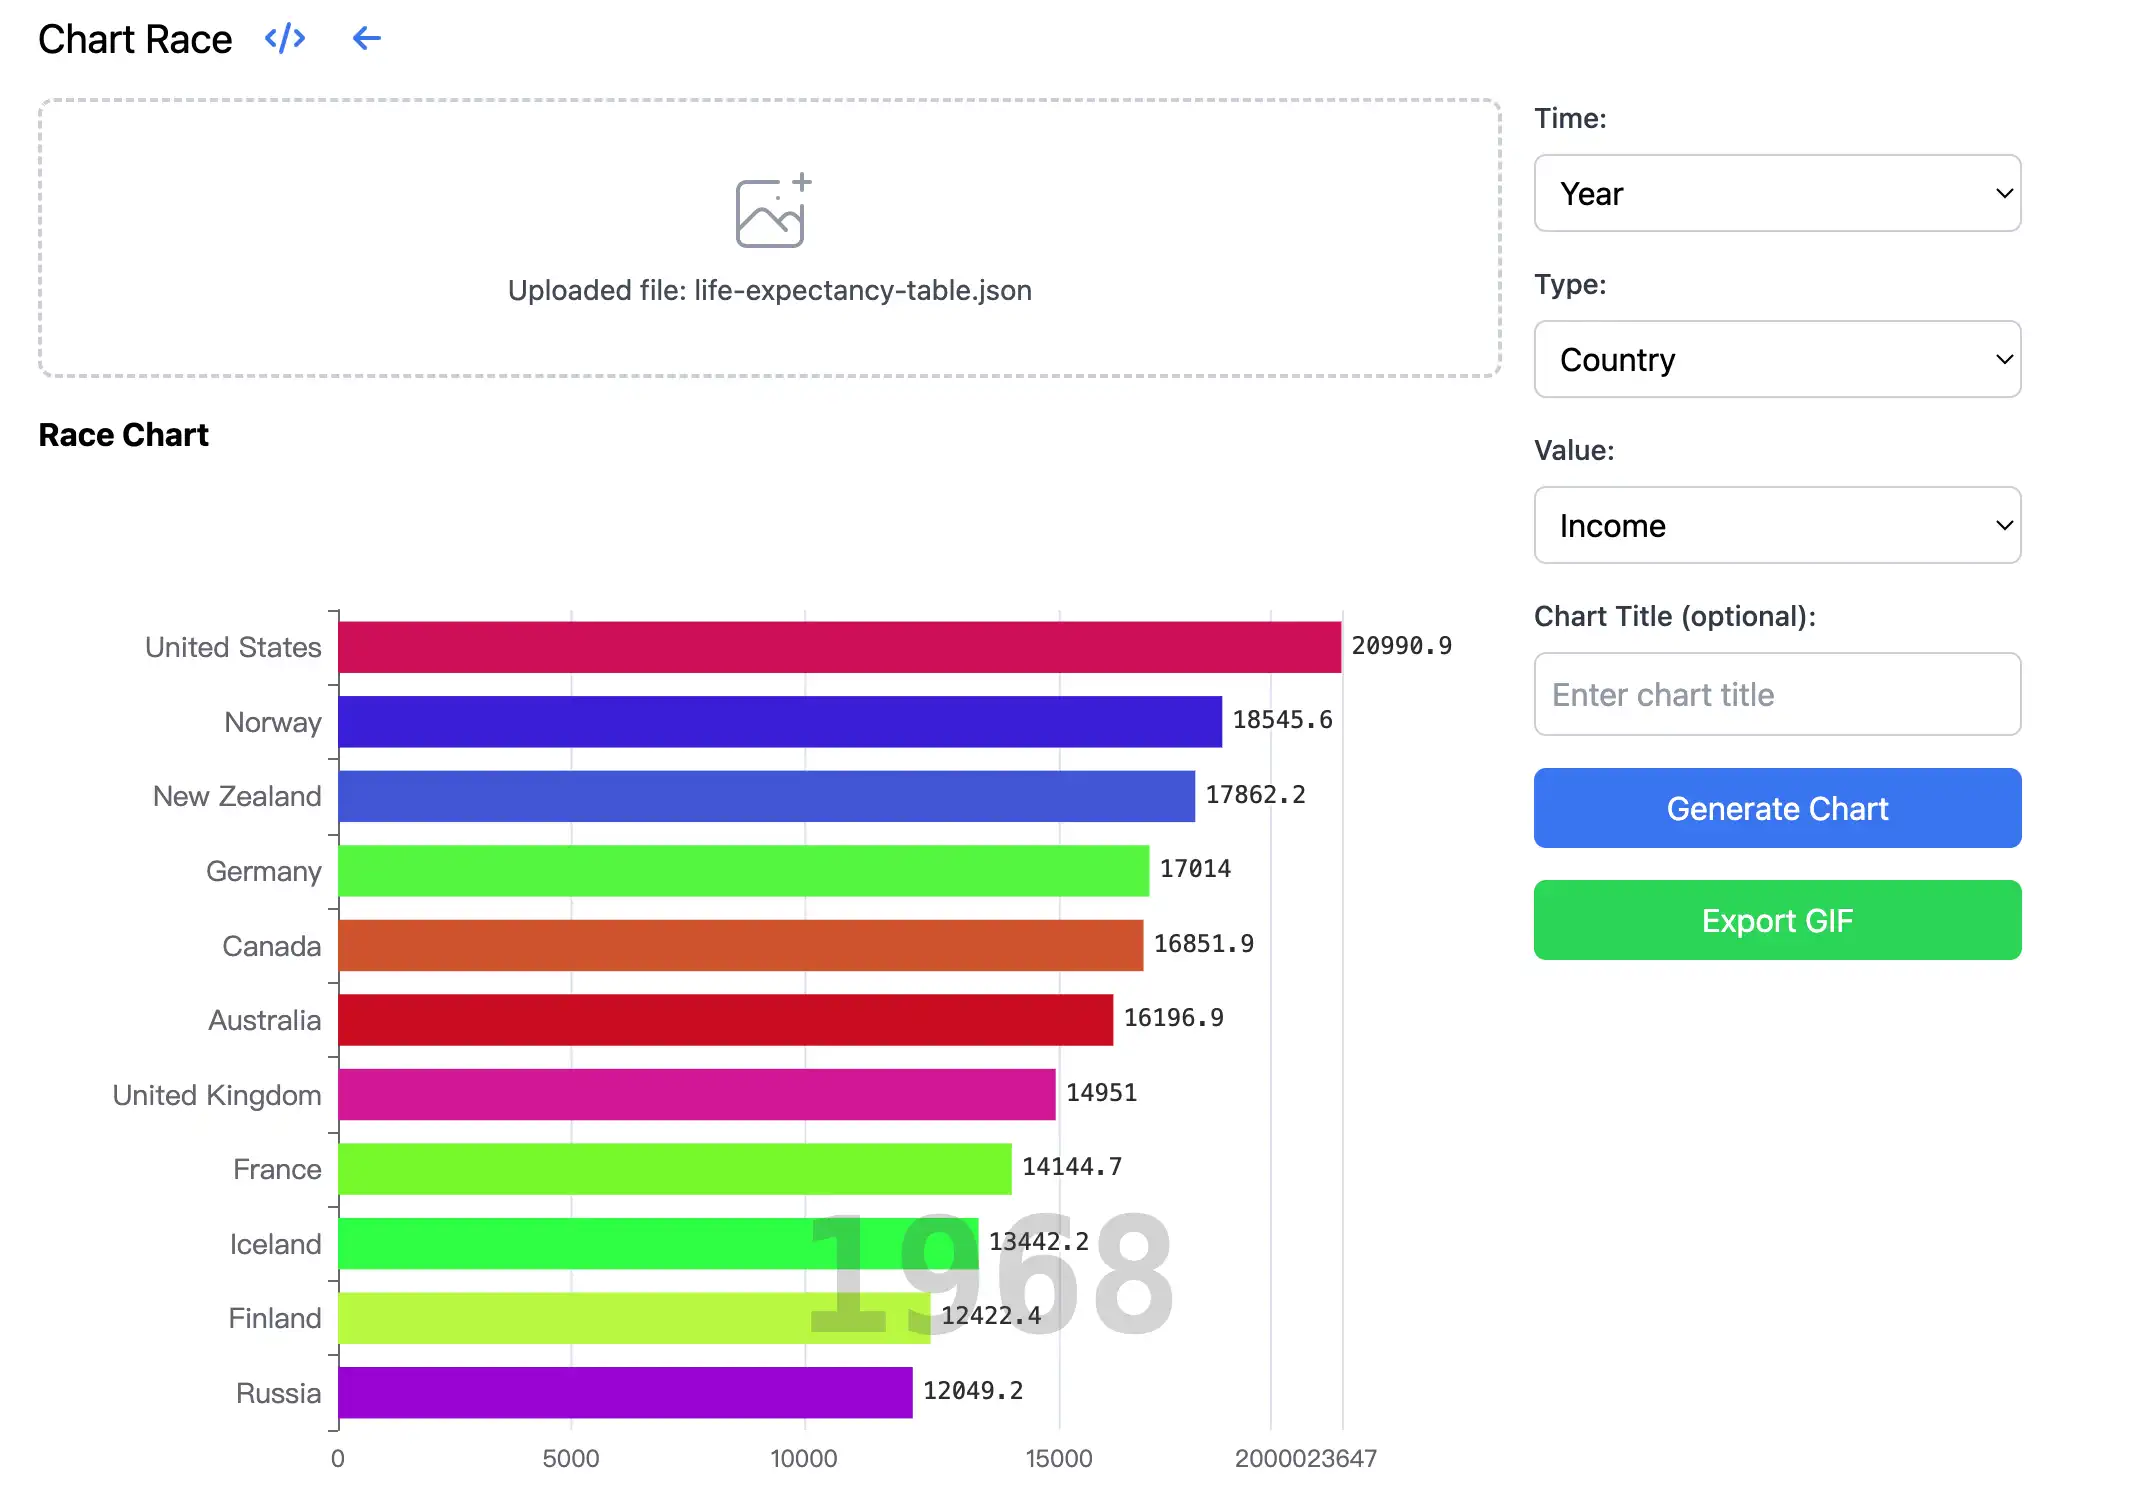 Chart Race </>
Uploaded file: life-expectancy-table.json
Race Chart
United States 20990.9
Norway 18545.6
New Zealand 17862.2
Germany 17014
Canada 16851.9
Australia 16196.9
United Kingdom 14951
France 14144.7
Iceland 13442.2
Finland 12422.4
Russia 12049.2
1968
0 5000 10000 15000 2000023647
Time:
Year
Type:
Country
Value:
Income
Chart Title (optional):
Enter chart title
Generate Chart
Export GIF